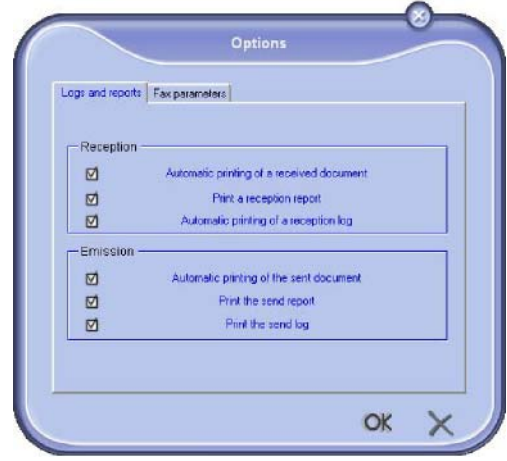 Options
Logs and reports Fax parameters
Reception
Automatic printing of a received document
Print a reception report
Automatic printing of a reception log
Emission
Automatic printing of the sent document
Print the send report
Print the send log
OK